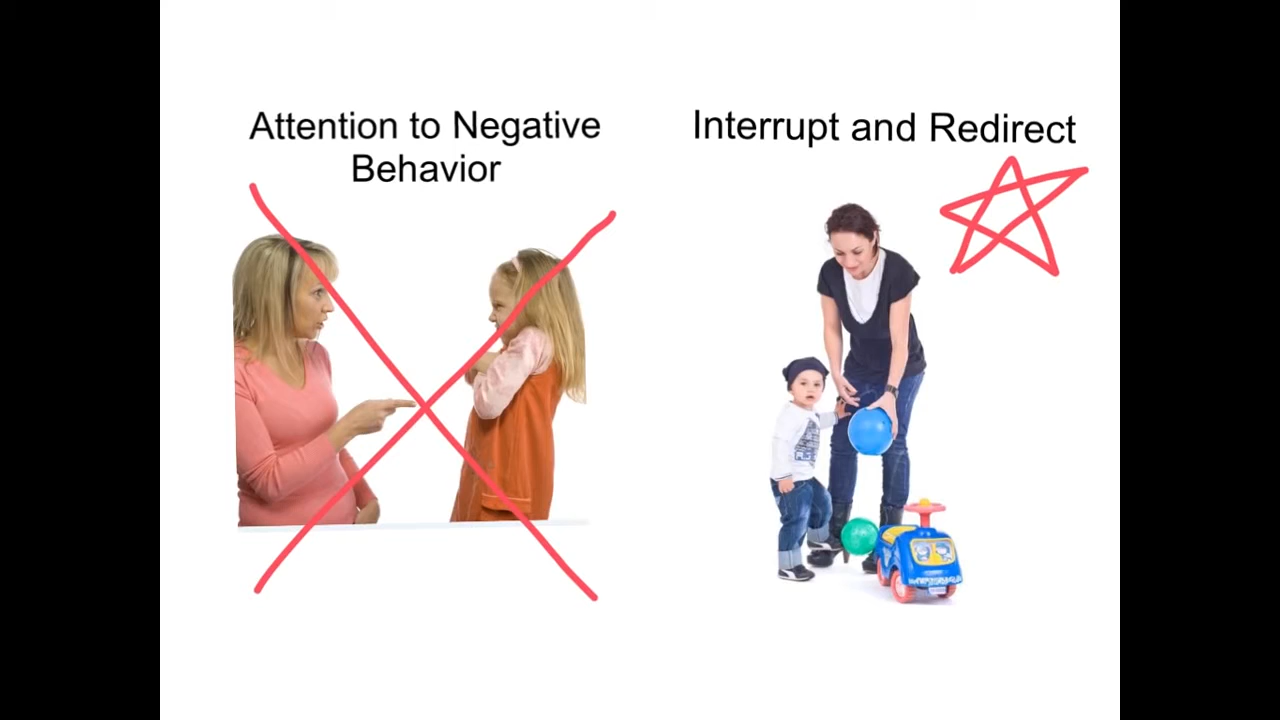 Attention to Negative
Behavior
Interrupt and Redirect